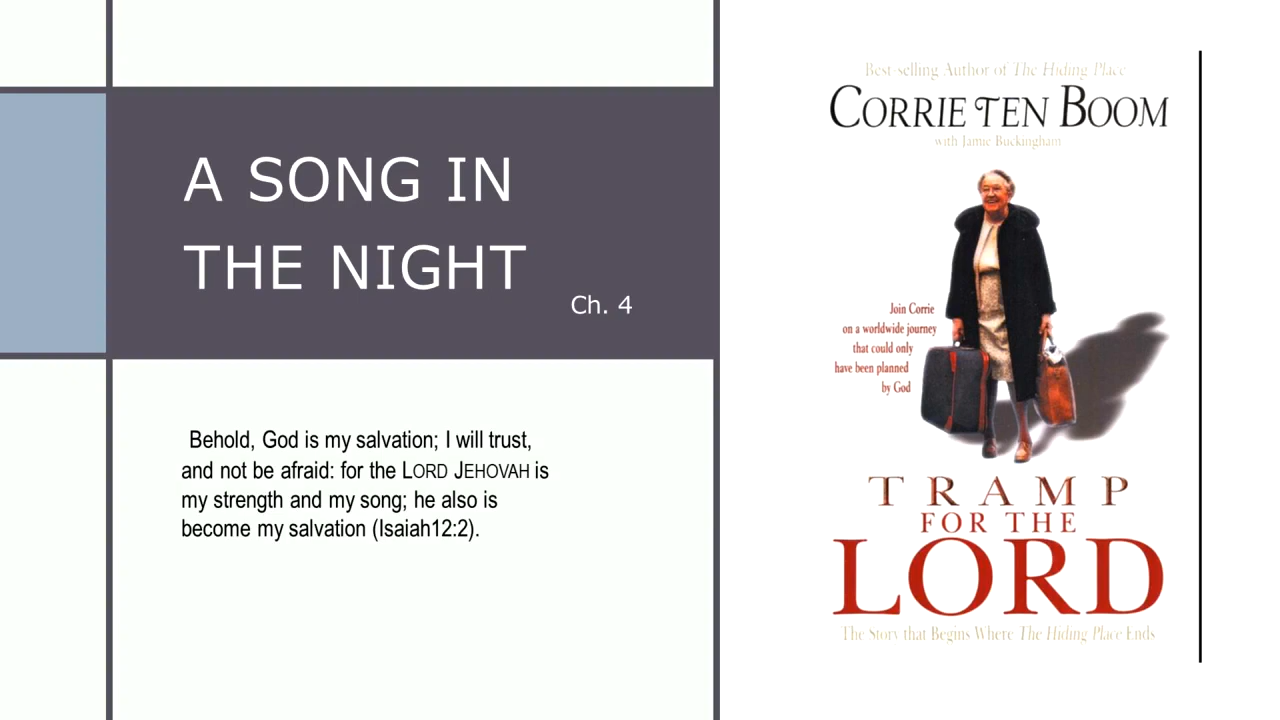 A SONG IN
THE NIGHT
Ch. 4
Behold, God is my salvation; I will trust,
and not be afraid: for the LORD JEHOVAH is
my strength and my song; he also is
become my salvation (Isaiah12:2).
Best-selling Author of The Hiding Place
CORRIE TEN BOOM
with Jamie Buckingham
Join Corrie
on a worldwide journey
that could only
have been planned
by God
TRAMP
FOR THE
LORD
The Story that Begins Where The Hiding Place Ends